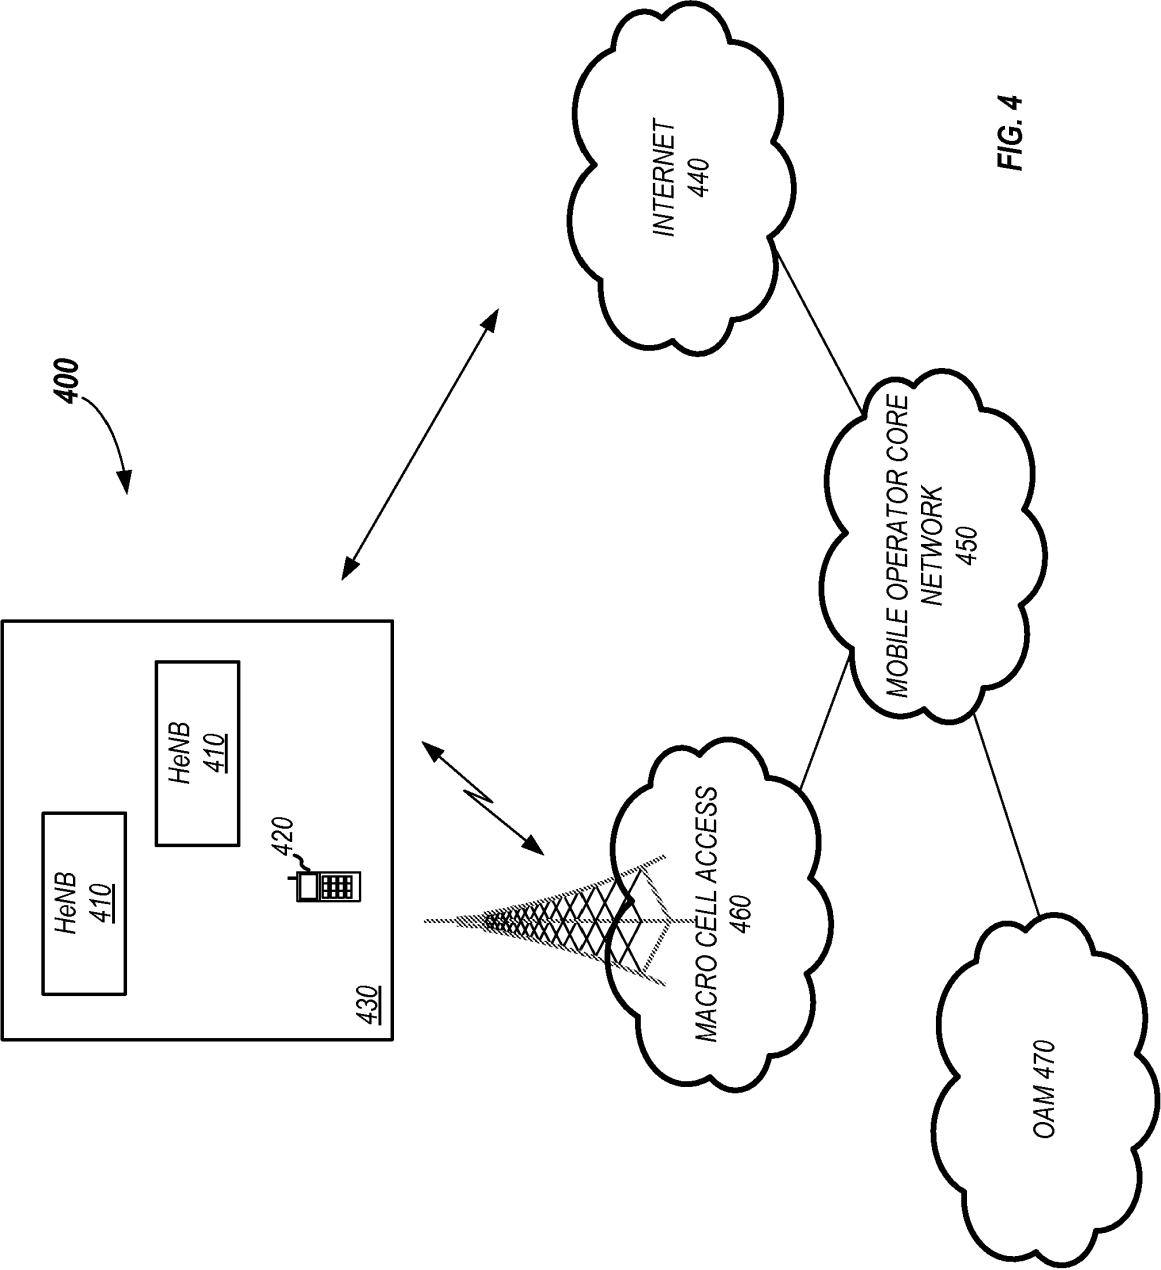 400
HeNB
410
HeNB
410
420
430
INTERNET
440
MOBILE OPERATOR CORE
NETWORK
450
MACRO CELL ACCESS
460
OAM 470
FIG. 4